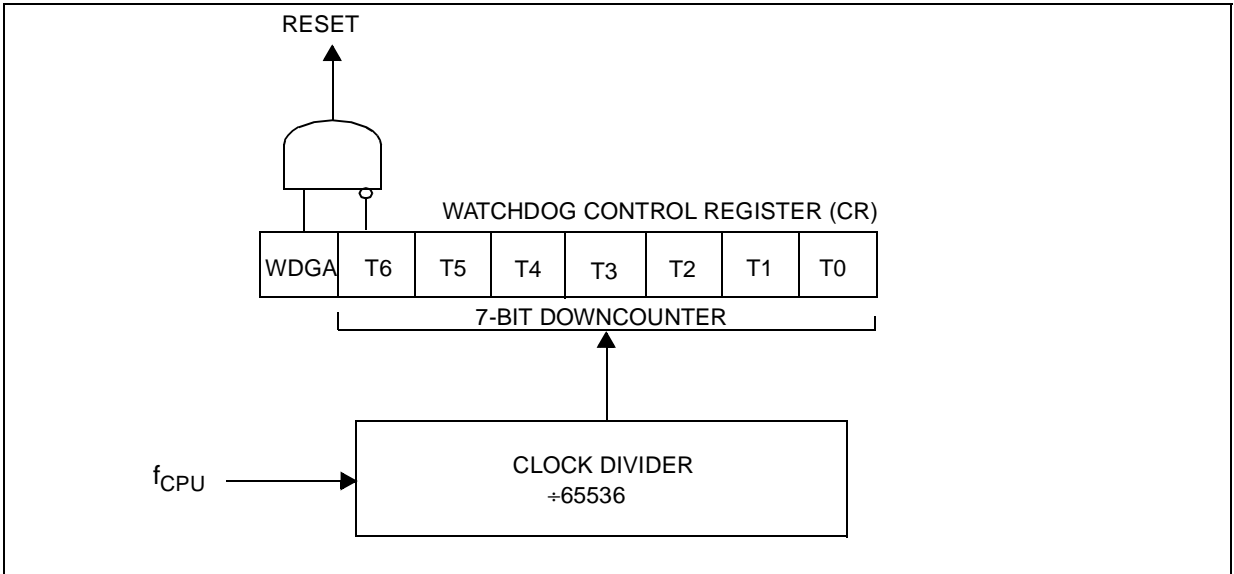 RESET
WATCHDOG CONTROL REGISTER (CR)
WDGA T6 T5 T4 T3 T2 T1 T0
7-BIT DOWNCOUNTER
fCPU
CLOCK DIVIDER
÷65536